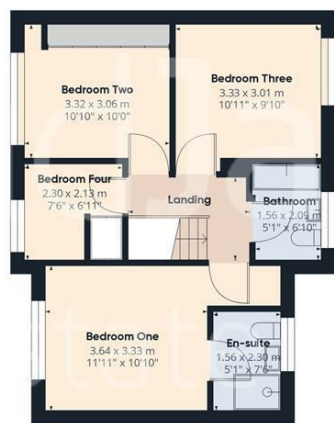 Bedroom Two
3.32 x 3.06 m
10'10" x 10'0"
Bedroom Three
3.33 x 3.01 m
10'11" x 9'10"
Bedroom Four
2.30 x 2.13 m
7'6" x 6'11"
Landing
Bathroom
1.56 x 2.09 m
5'1" x 6'10"
Bedroom One
3.64 x 3.33 m
11'11" x 10'10"
En-suite
1.56 x 2.30 m
5'1" x 7'6"